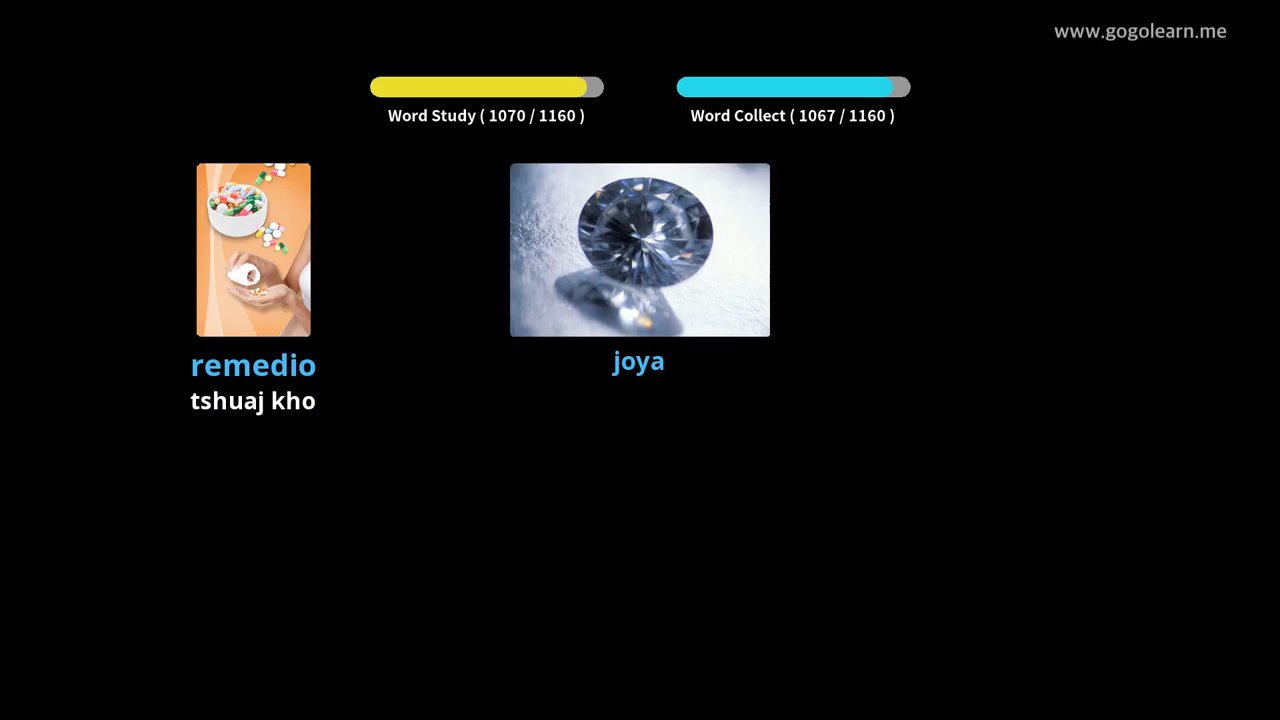 www.gogolearn.me
Word Study ( 1070 / 1160 )
Word Collect ( 1067 / 1160 )
remedio
tshuaj kho
joya